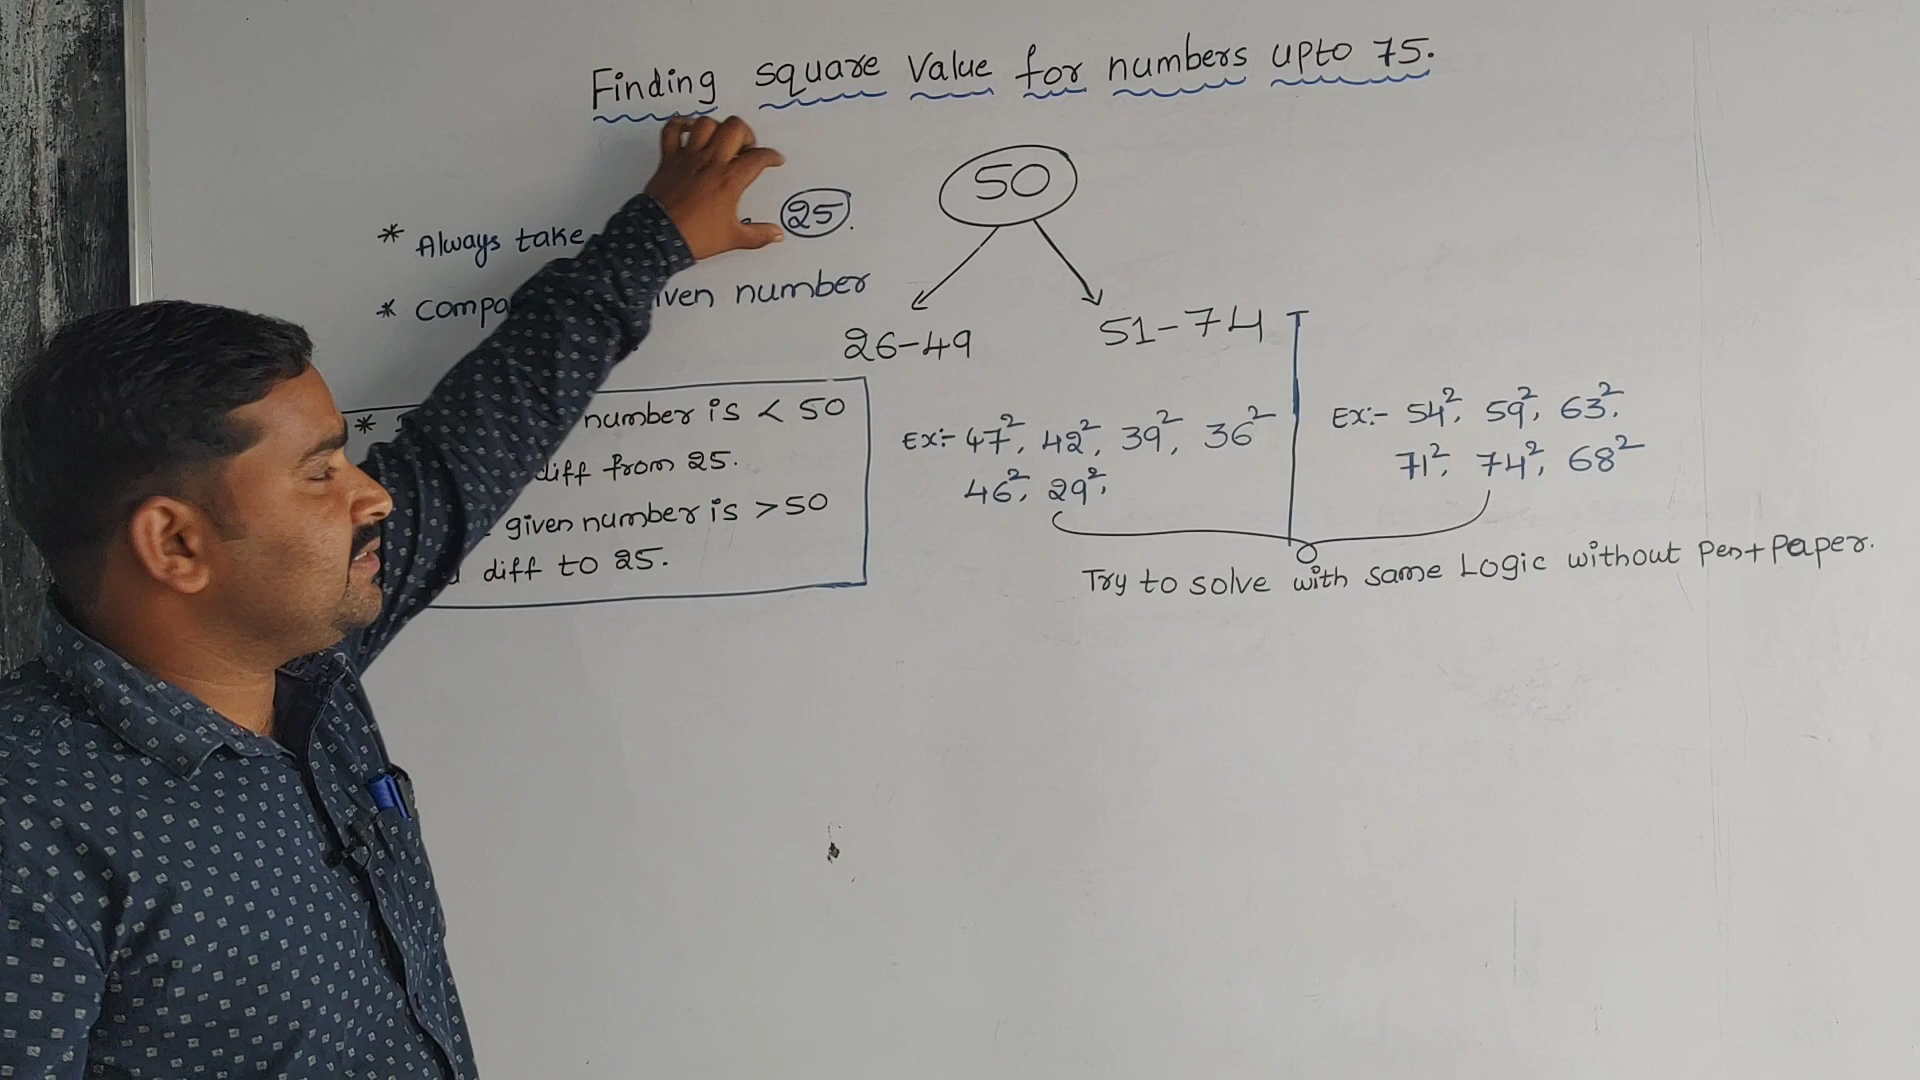 Finding square value for numbers upto 75.
50
* Always take 25.
* given number
26-49
51-74
* number is < 50
diff from 25.
given number is > 50
diff to 25.
Ex:- 47², 42², 39², 36²
46², 29²,
Ex:- 54², 59², 63²,
71², 74², 68²
Try to solve with same Logic without Pen+Paper.